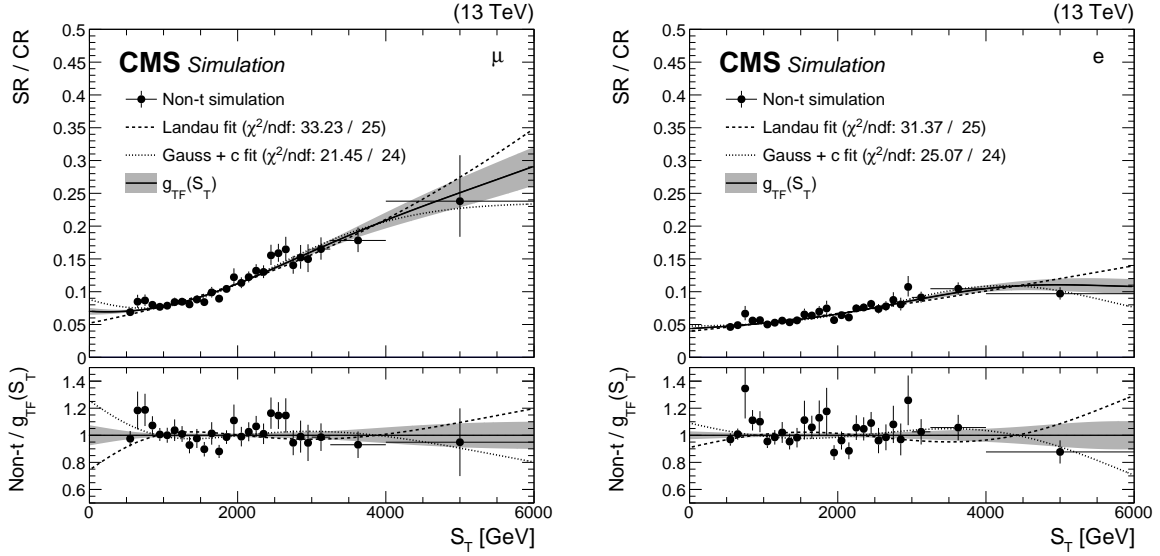 (13 TeV)
SR / CR
0.5
0.45
0.4
0.35
0.3
0.25
0.2
0.15
0.1
0.05
0
CMS Simulation
μ
Non-t simulation
Landau fit (χ²/ndf: 33.23 / 25)
Gauss + c fit (χ²/ndf: 21.45 / 24)
g_TF(S_T)
Non-t / g_TF(S_T)
1.4
1.2
1
0.8
0.6
0 2000 4000 6000
S_T [GeV]
(13 TeV)
SR / CR
0.5
0.45
0.4
0.35
0.3
0.25
0.2
0.15
0.1
0.05
0
CMS Simulation
e
Non-t simulation
Landau fit (χ²/ndf: 31.37 / 25)
Gauss + c fit (χ²/ndf: 25.07 / 24)
g_TF(S_T)
Non-t / g_TF(S_T)
1.4
1.2
1
0.8
0.6
0 2000 4000 6000
S_T [GeV]